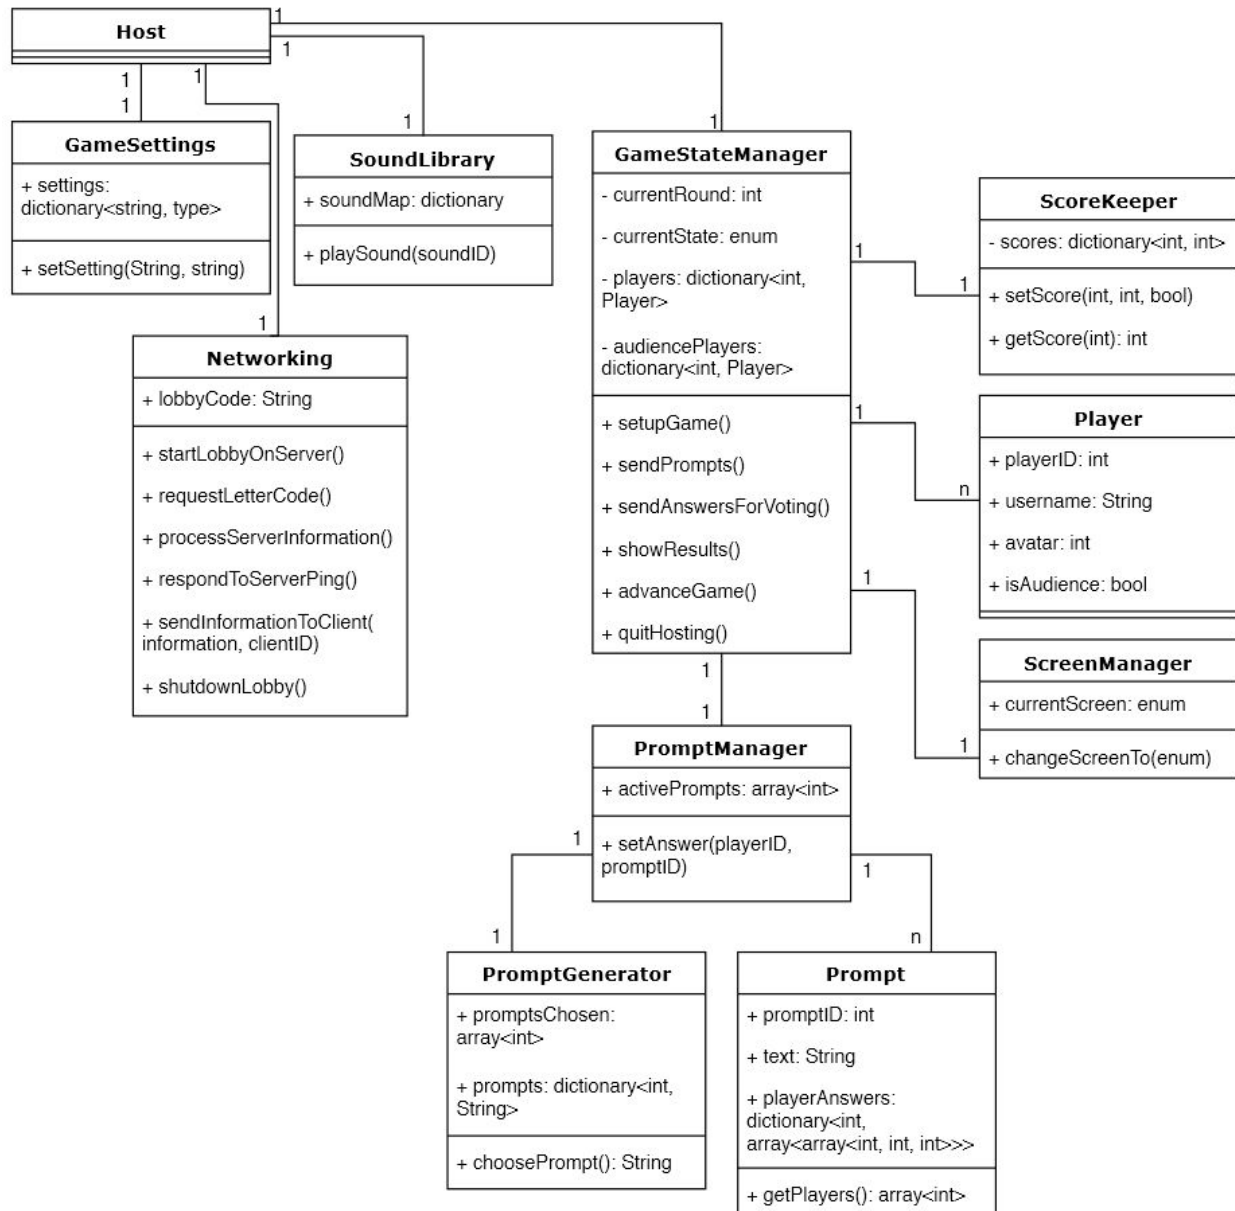 Host
1
1
1
1
1
1
1
1
GameSettings
+ settings:
dictionary<string, type>
+ setSetting(String, string)
SoundLibrary
+ soundMap: dictionary
+ playSound(soundID)
GameStateManager
- currentRound: int
- currentState: enum
- players: dictionary<int,
Player>
- audiencePlayers:
dictionary<int, Player>
+ setupGame()
+ sendPrompts()
+ sendAnswersForVoting()
+ showResults()
+ advanceGame()
+ quitHosting()
1
1
ScoreKeeper
- scores: dictionary<int, int>
+ setScore(int, int, bool)
+ getScore(int): int
Networking
+ lobbyCode: String
+ startLobbyOnServer()
+ requestLetterCode()
+ processServerInformation()
+ respondToServerPing()
+ sendInformationToClient(
information, clientID)
+ shutdownLobby()
1
n
Player
+ playerID: int
+ username: String
+ avatar: int
+ isAudience: bool
1
1
ScreenManager
+ currentScreen: enum
+ changeScreenTo(enum)
1
1
PromptManager
+ activePrompts: array<int>
+ setAnswer(playerID,
promptID)
1
1
1
n
PromptGenerator
+ promptsChosen:
array<int>
+ prompts: dictionary<int,
String>
+ choosePrompt(): String
Prompt
+ promptID: int
+ text: String
+ playerAnswers:
dictionary<int,
array<array<int, int, int>>>
+ getPlayers(): array<int>